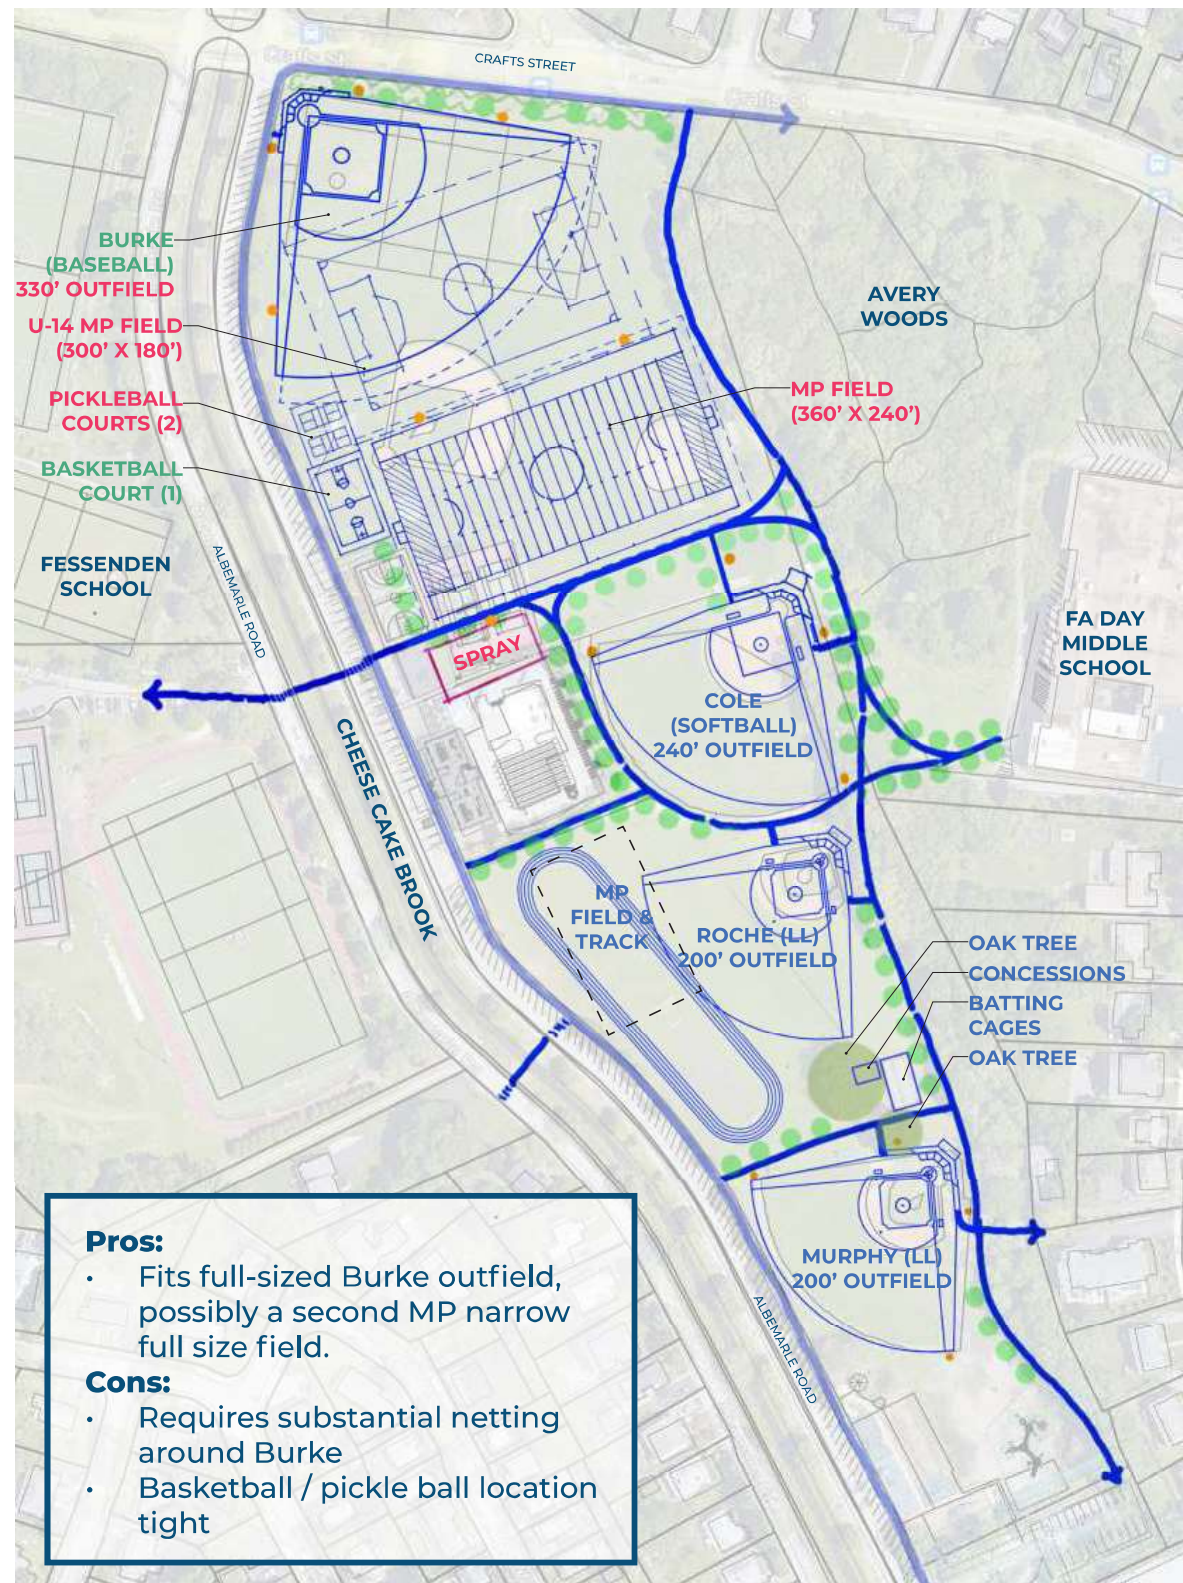 CRAFTS STREET
BURKE
(BASEBALL)
330' OUTFIELD
U-14 MP FIELD
(300' X 180')
PICKLEBALL
COURTS (2)
BASKETBALL
COURT (1)
FESSENDEN
SCHOOL
ALBEMARLE ROAD
AVERY
WOODS
MP FIELD
(360' X 240')
FA DAY
MIDDLE
SCHOOL
SPRAY
COLE
(SOFTBALL)
240' OUTFIELD
CHEESE CAKE BROOK
MP
FIELD &
TRACK
ROCHE (LL)
200' OUTFIELD
OAK TREE
CONCESSIONS
BATTING
CAGES
OAK TREE
MURPHY (LL)
200' OUTFIELD
ALBEMARLE ROAD
Pros:
• Fits full-sized Burke outfield,
possibly a second MP narrow
full size field.
Cons:
• Requires substantial netting
around Burke
• Basketball / pickle ball location
tight